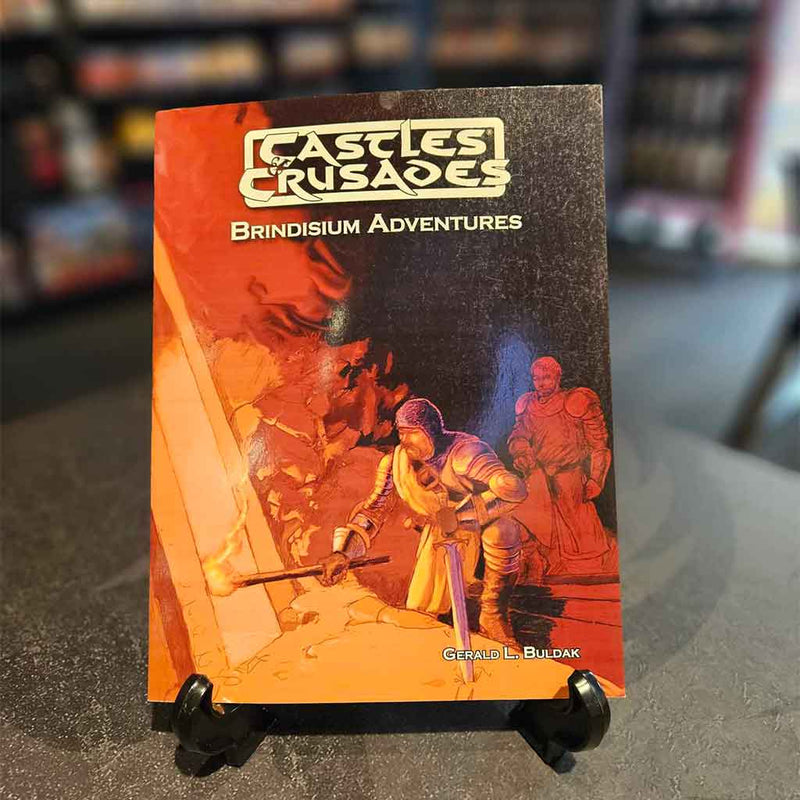 CASTLES
& CRUSADES
BRINDISIUM ADVENTURES
GERALD L. BULDAK